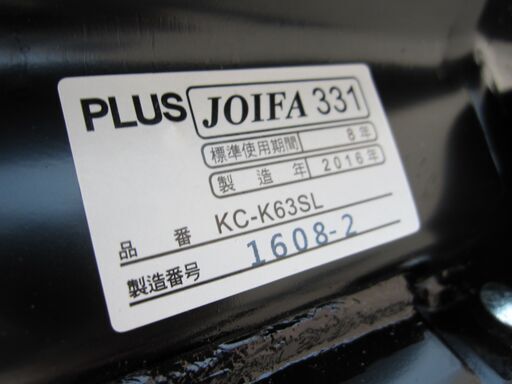 PLUS JOIFA 331
標準使用期間 8年
製造年 2016年
品番 KC-K63SL
製造番号 1608-2